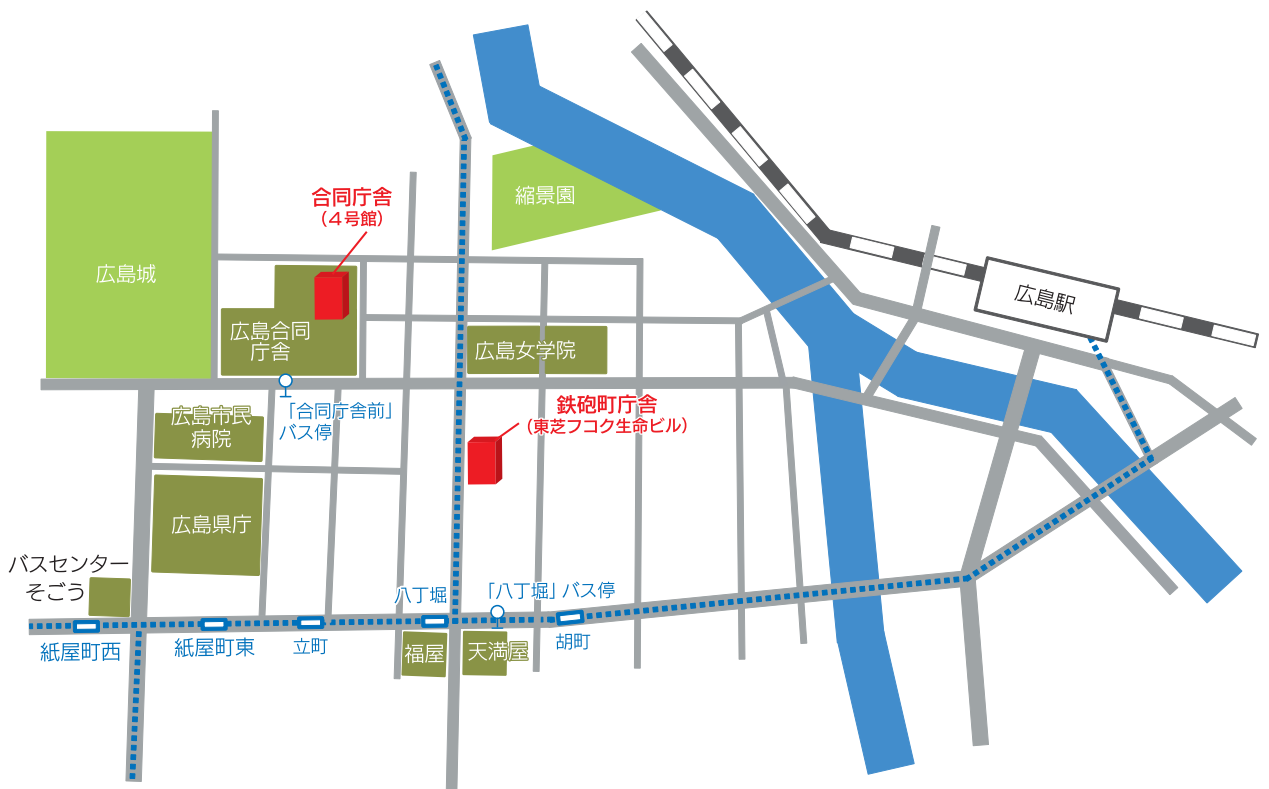 縮景園
合同庁舎
（４号館）
広島城
広島駅
広島合同
庁舎
広島女学院
「合同庁舎前」
バス停
鉄砲町庁舎
（東芝フコク生命ビル）
広島市民
病院
広島県庁
バスセンター
そごう
八丁堀
「八丁堀」バス停
紙屋町西
紙屋町東
立町
福屋
天満屋
胡町